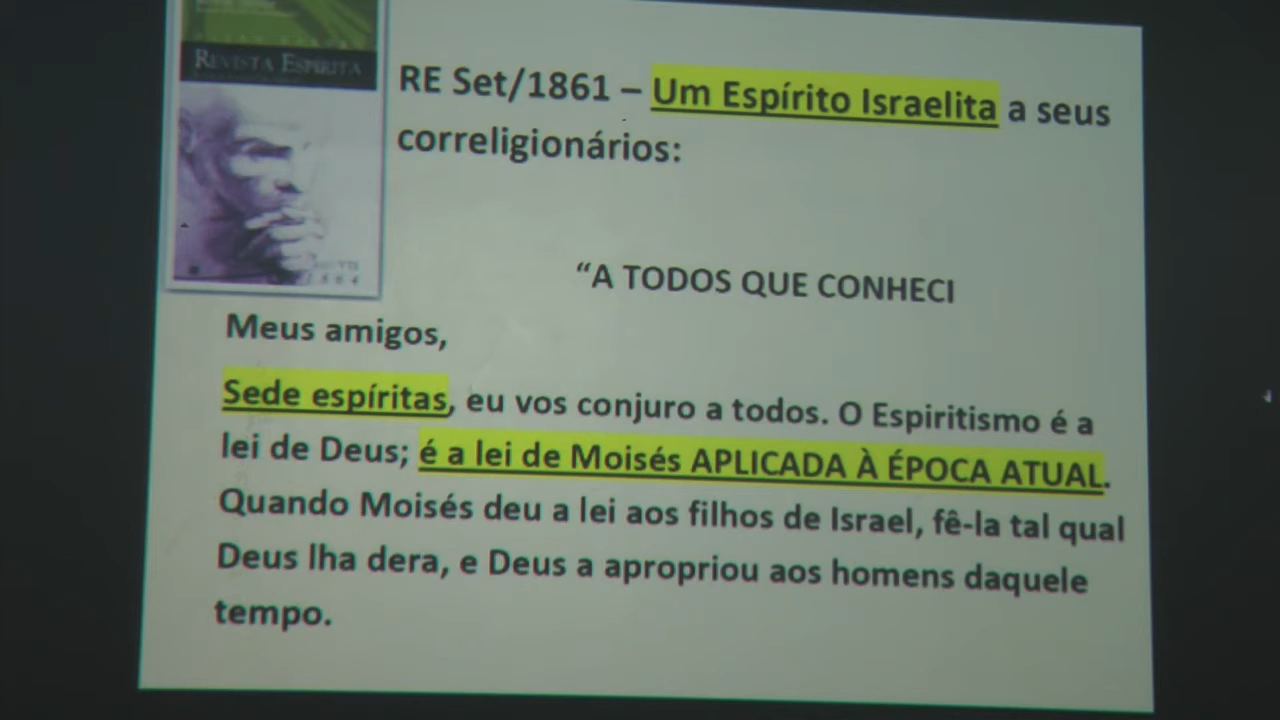 REVISTA ESPÍRITA
RE Set/1861 – Um Espírito Israelita a seus
correligionários:
“A TODOS QUE CONHECI
Meus amigos,
Sede espíritas, eu vos conjuro a todos. O Espiritismo é a
lei de Deus; é a lei de Moisés APLICADA À ÉPOCA ATUAL.
Quando Moisés deu a lei aos filhos de Israel, fê-la tal qual
Deus lha dera, e Deus a apropriou aos homens daquele
tempo.